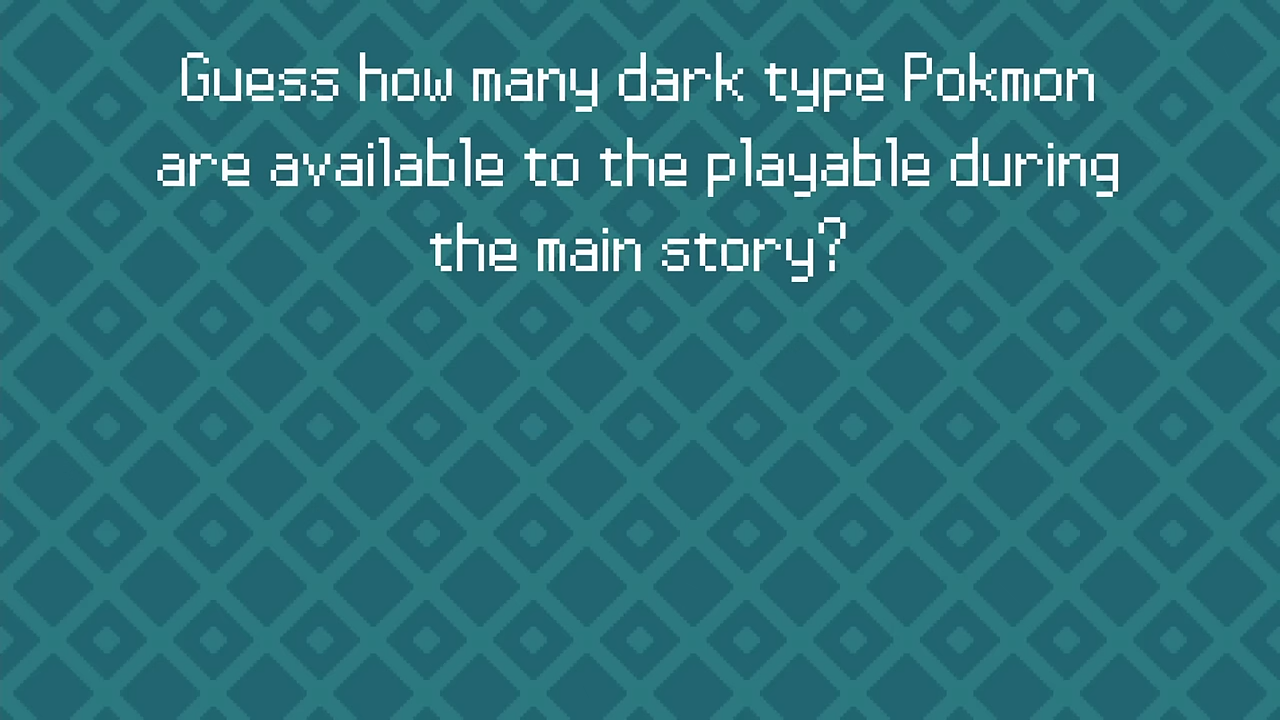 Guess how many dark type Pokmon
are available to the playable during
the main story?